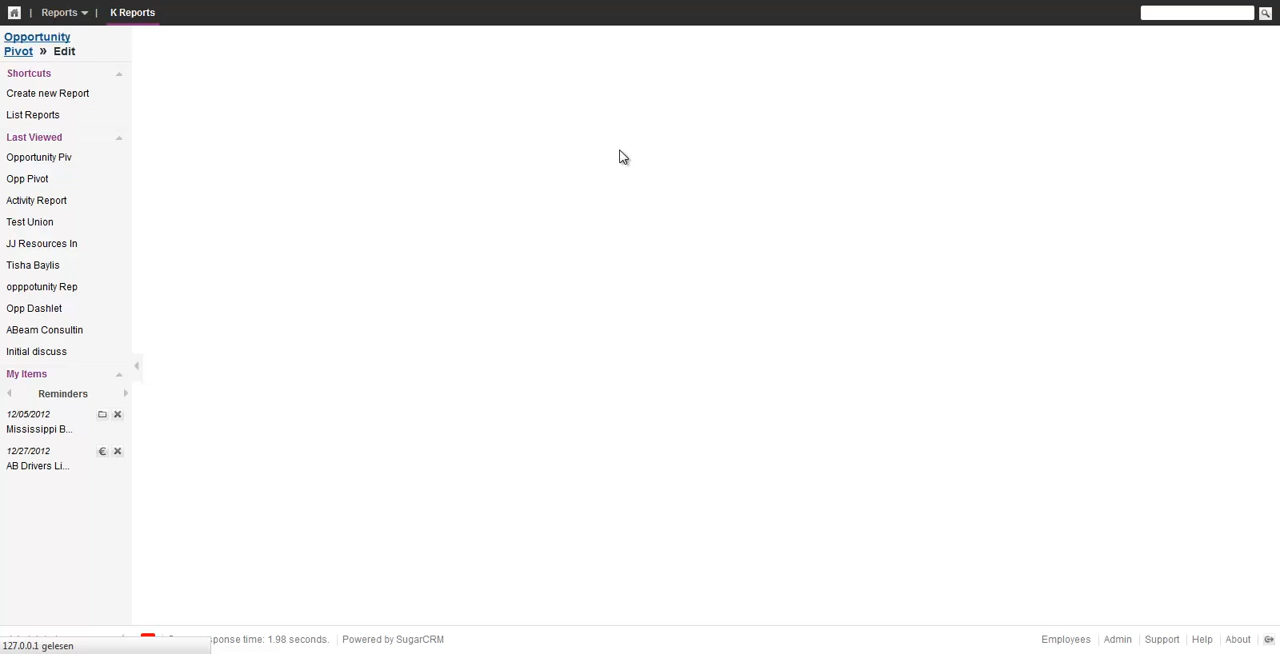 | Reports | K Reports
Opportunity
Pivot » Edit
Shortcuts
Create new Report
List Reports
Last Viewed
Opportunity Piv
Opp Pivot
Activity Report
Test Union
JJ Resources In
Tisha Baylis
opppotunity Rep
Opp Dashlet
ABeam Consultin
Initial discuss
My Items
Reminders
12/05/2012
Mississippi B...
12/27/2012
AB Drivers Li...
sponse time: 1.98 seconds. | Powered by SugarCRM
Employees | Admin | Support | Help | About |
127.0.0.1 gelesen